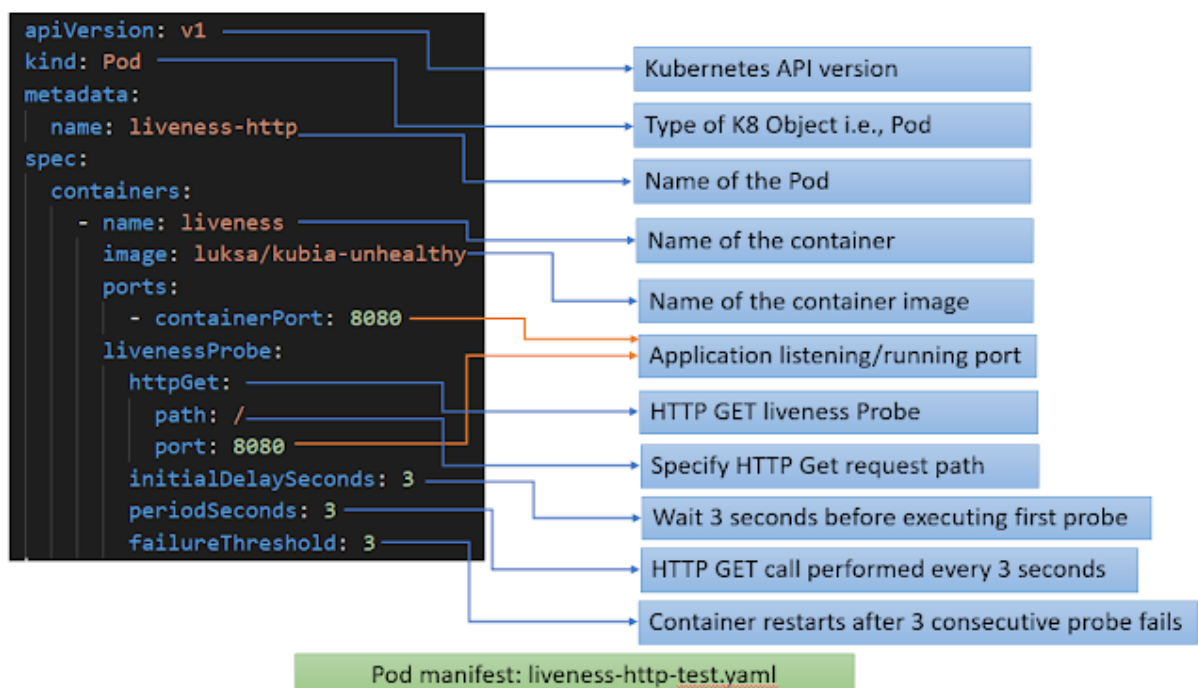 apiVersion: v1
kind: Pod
metadata:
name: liveness-http
spec:
containers:
- name: liveness
image: luksa/kubia-unhealthy
ports:
- containerPort: 8080
livenessProbe:
httpGet:
path: /
port: 8080
initialDelaySeconds: 3
periodSeconds: 3
failureThreshold: 3
Kubernetes API version
Type of K8 Object i.e., Pod
Name of the Pod
Name of the container
Name of the container image
Application listening/running port
HTTP GET liveness Probe
Specify HTTP Get request path
Wait 3 seconds before executing first probe
HTTP GET call performed every 3 seconds
Container restarts after 3 consecutive probe fails
Pod manifest: liveness-http-test.yaml